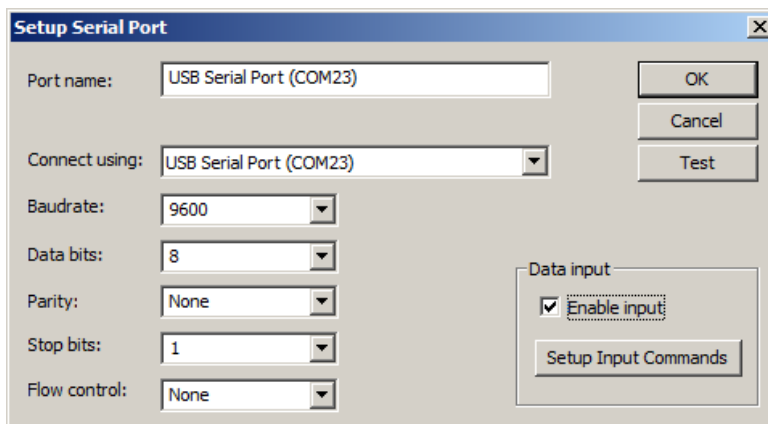 Setup Serial Port
Port name: USB Serial Port (COM23)
OK
Cancel
Connect using: USB Serial Port (COM23)
Test
Baudrate: 9600
Data bits: 8
Parity: None
Stop bits: 1
Flow control: None
Data input
Enable input
Setup Input Commands